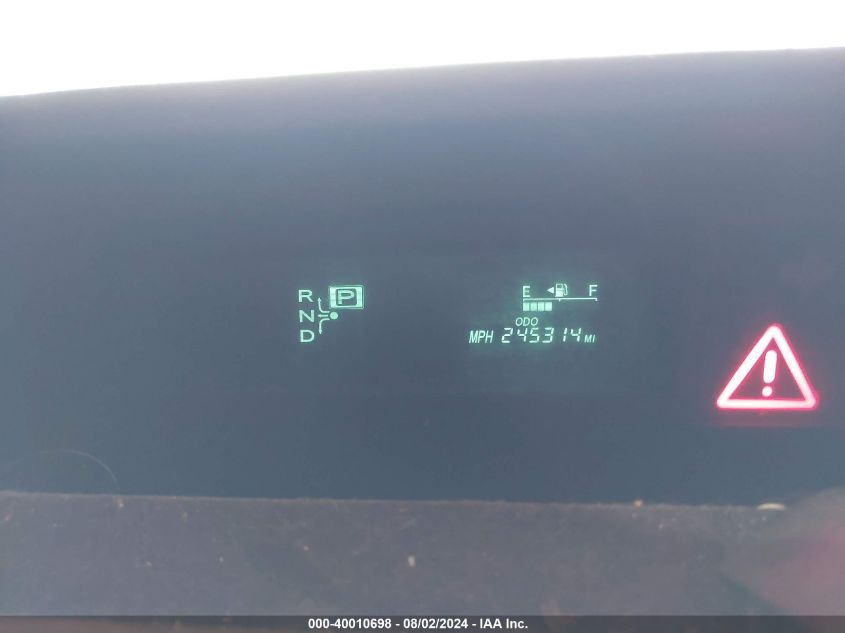 R P
N
D
E F
ODO
MPH 245314 MI
000-40010698 - 08/02/2024 - IAA Inc.